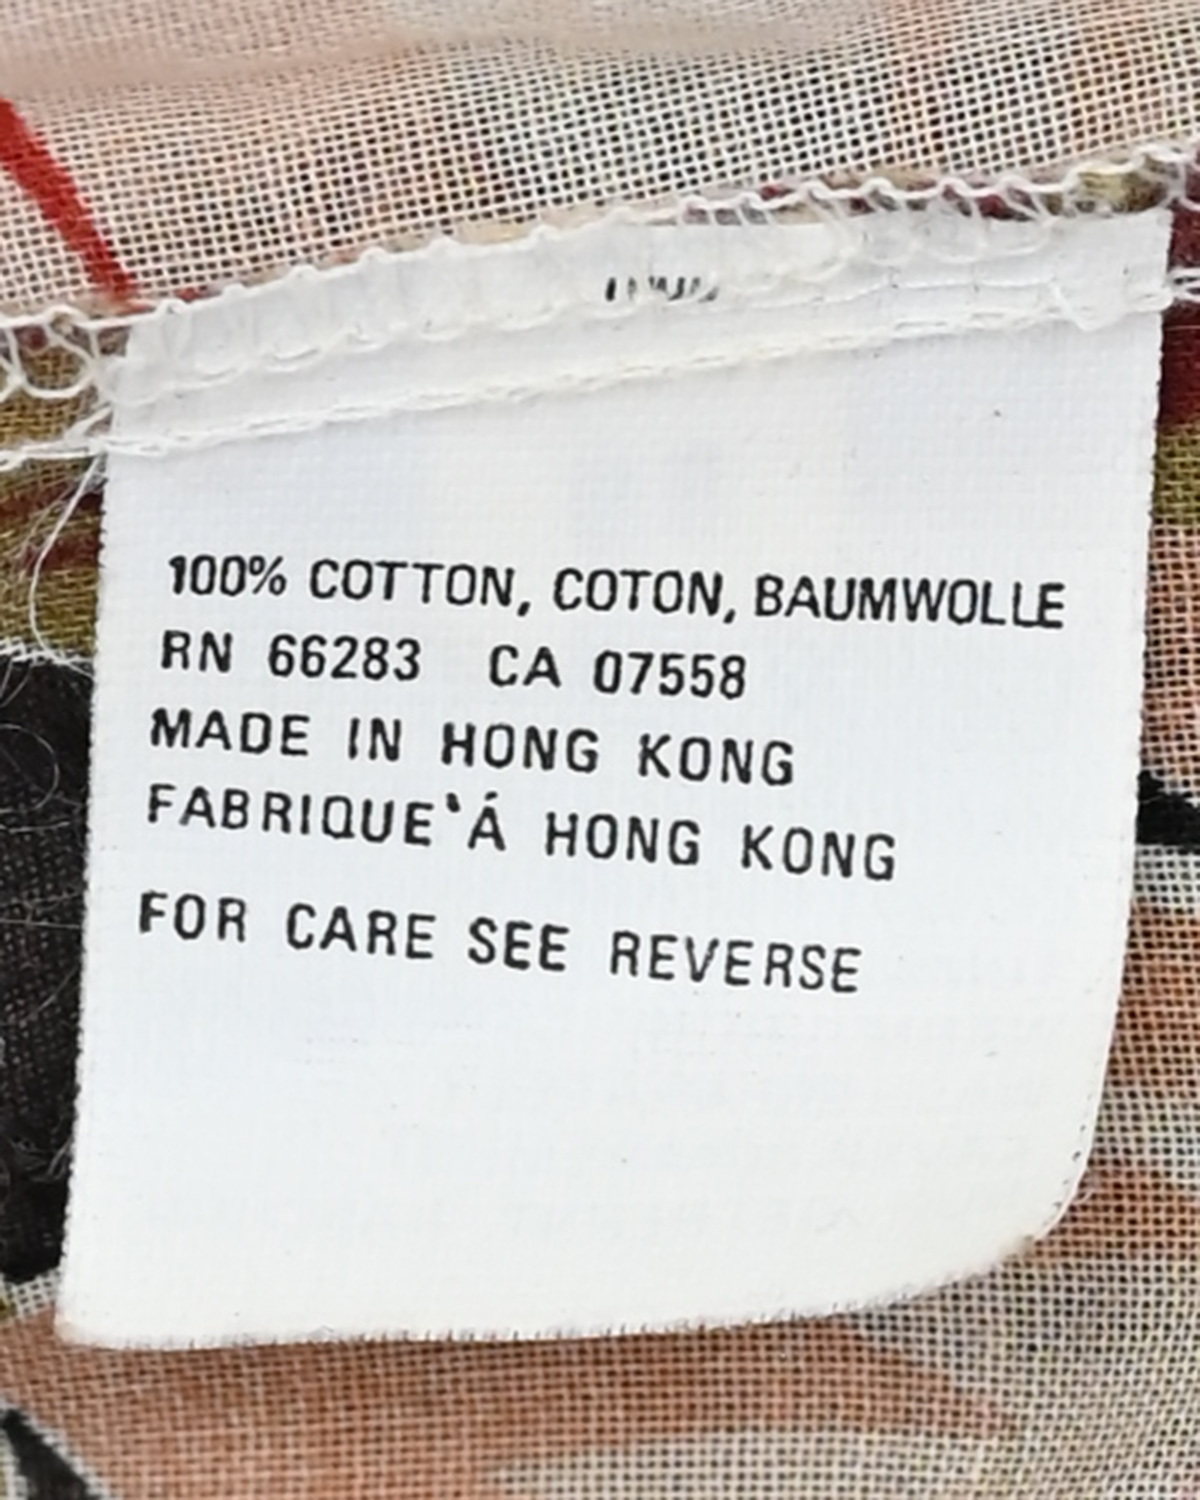 100% COTTON, COTON, BAUMWOLLE
RN 66283 CA 07558
MADE IN HONG KONG
FABRIQUE‘Á HONG KONG
FOR CARE SEE REVERSE